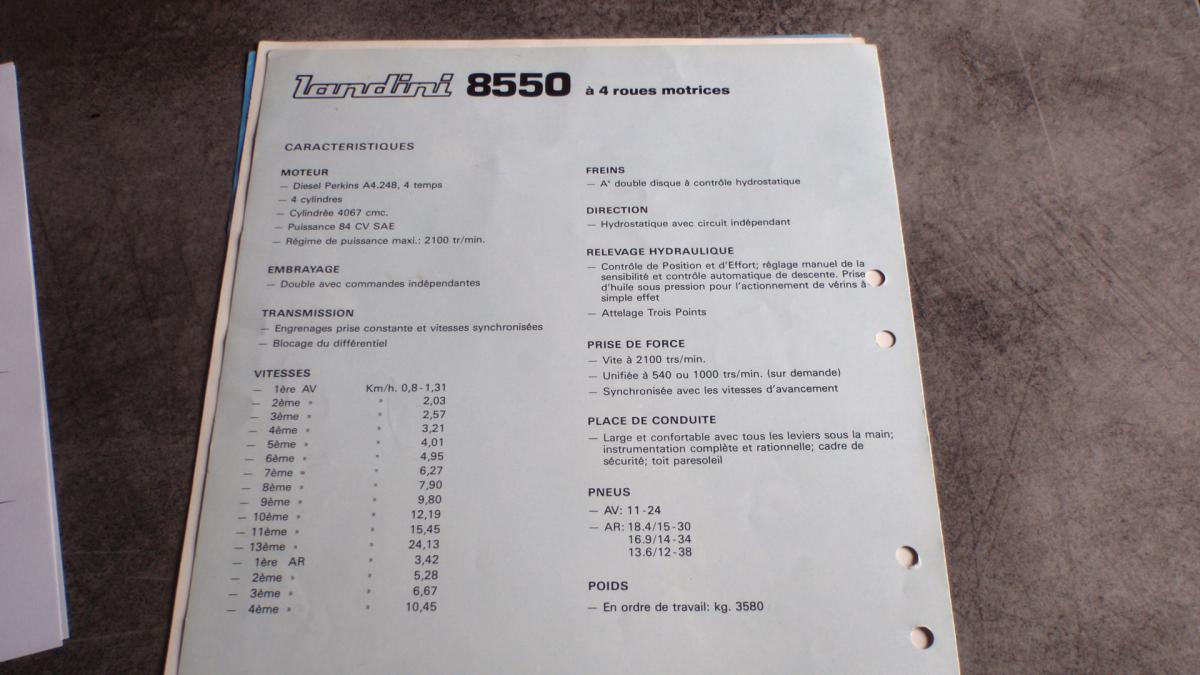 Landini 8550 à 4 roues motrices
CARACTERISTIQUES
MOTEUR
— Diesel Perkins A4.248, 4 temps
— 4 cylindres
— Cylindrée 4067 cmc.
— Puissance 84 CV SAE
— Régime de puissance maxi.: 2100 tr/min.
EMBRAYAGE
— Double avec commandes indépendantes
TRANSMISSION
— Engrenages prise constante et vitesses synchronisées
— Blocage du différentiel
VITESSES
— 1ère AV Km/h. 0,8-1,31
— 2ème » » 2,03
— 3ème » » 2,57
— 4ème » » 3,21
— 5ème » » 4,01
— 6ème » » 4,95
— 7ème » » 6,27
— 8ème » » 7,90
— 9ème » » 9,80
— 10ème » » 12,19
— 11ème » » 15,45
— 13ème » » 24,13
— 1ère AR » 3,42
— 2ème » » 5,28
— 3ème » » 6,67
— 4ème » » 10,45
FREINS
— A' double disque à contrôle hydrostatique
DIRECTION
— Hydrostatique avec circuit indépendant
RELEVAGE HYDRAULIQUE
— Contrôle de Position et d'Effort; réglage manuel de la
sensibilité et contrôle automatique de descente. Prise
d'huile sous pression pour l'actionnement de vérins à
simple effet
— Attelage Trois Points
PRISE DE FORCE
— Vite à 2100 trs/min.
— Unifiée à 540 ou 1000 trs/min. (sur demande)
— Synchronisée avec les vitesses d'avancement
PLACE DE CONDUITE
— Large et confortable avec tous les leviers sous la main;
instrumentation complète et rationnelle; cadre de
sécurité; toit paresoleil
PNEUS
— AV: 11-24
— AR: 18.4/15-30
16.9/14-34
13.6/12-38
POIDS
— En ordre de travail: kg. 3580